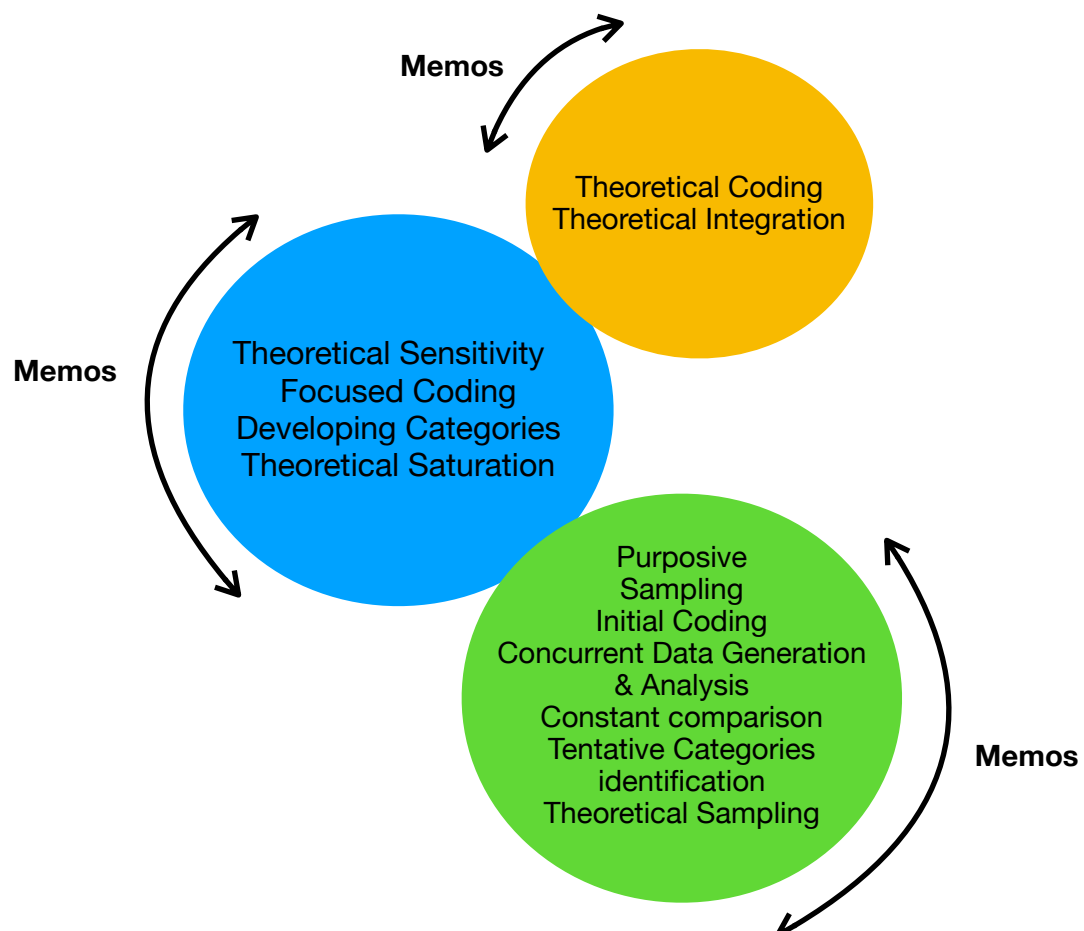 Memos
Theoretical Coding
Theoretical Integration
Memos
Theoretical Sensitivity
Focused Coding
Developing Categories
Theoretical Saturation
Purposive
Sampling
Initial Coding
Concurrent Data Generation
& Analysis
Constant comparison
Tentative Categories
identification
Theoretical Sampling
Memos